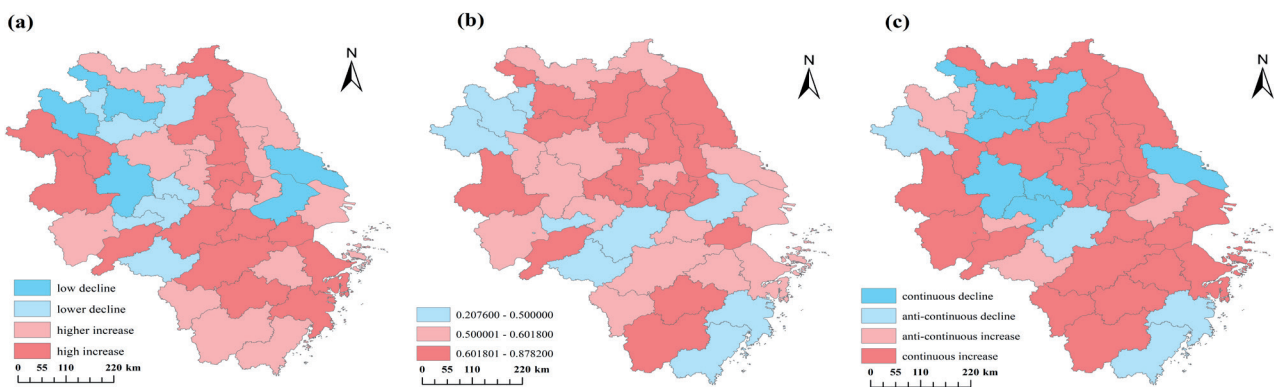 (a)
N
low decline
lower decline
higher increase
high increase
0 55 110 220 km
(b)
N
0.207600 - 0.500000
0.500001 - 0.601800
0.601801 - 0.878200
0 55 110 220 km
(c)
N
continuous decline
anti-continuous decline
anti-continuous increase
continuous increase
0 55 110 220 km